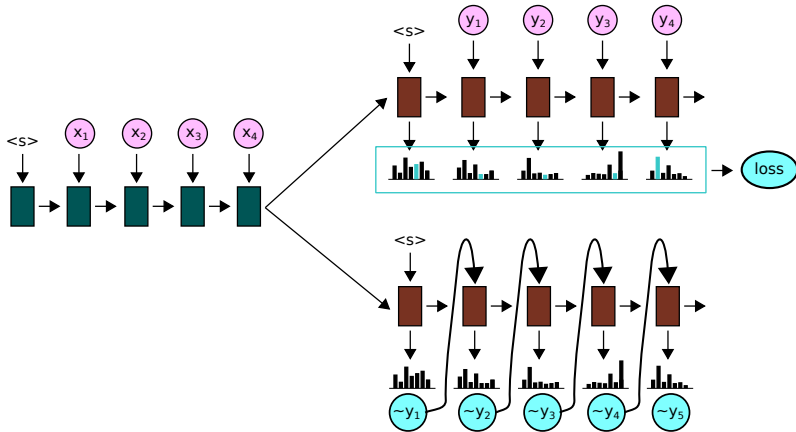 <s> y1 y2 y3 y4
<s> x1 x2 x3 x4
loss
<s>
~y1 ~y2 ~y3 ~y4 ~y5